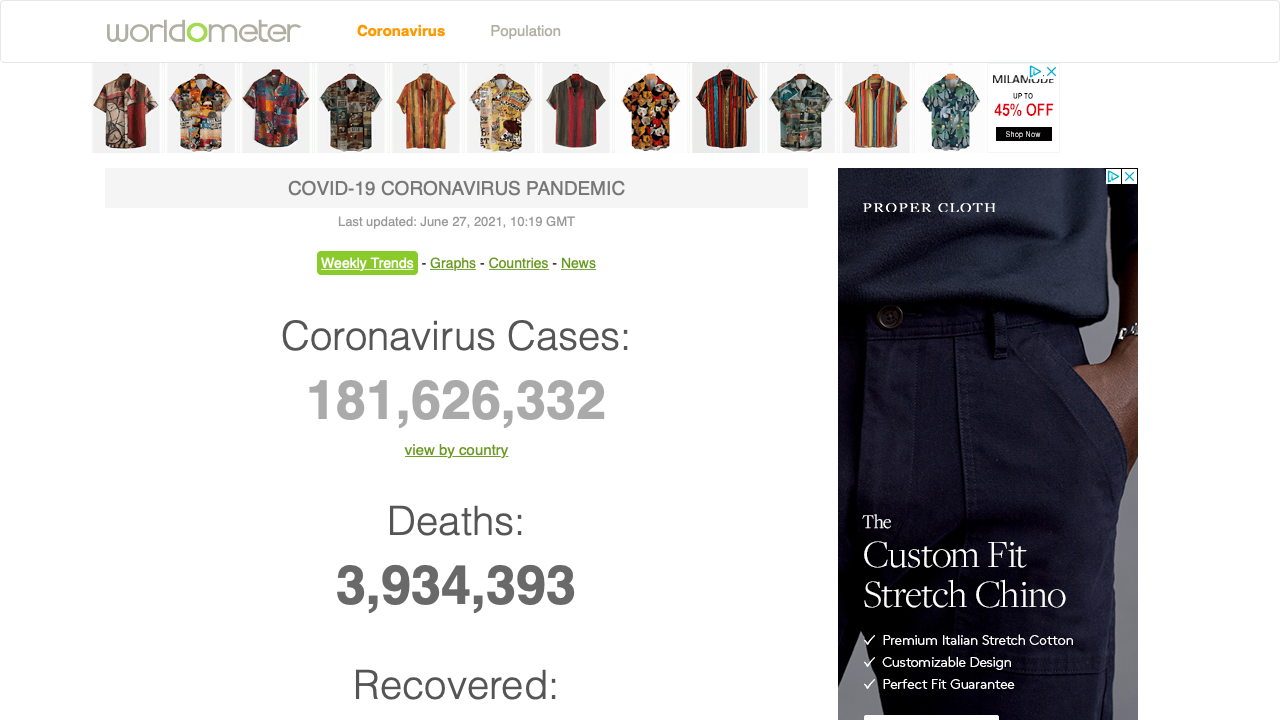 worldometer
Coronavirus
Population
MILAMODE
UP TO
45% OFF
Shop Now
COVID-19 CORONAVIRUS PANDEMIC
Last updated: June 27, 2021, 10:19 GMT
Weekly Trends - Graphs - Countries - News
Coronavirus Cases:
181,626,332
view by country
Deaths:
3,934,393
Recovered:
PROPER CLOTH
The
Custom Fit
Stretch Chino
✓ Premium Italian Stretch Cotton
✓ Customizable Design
✓ Perfect Fit Guarantee